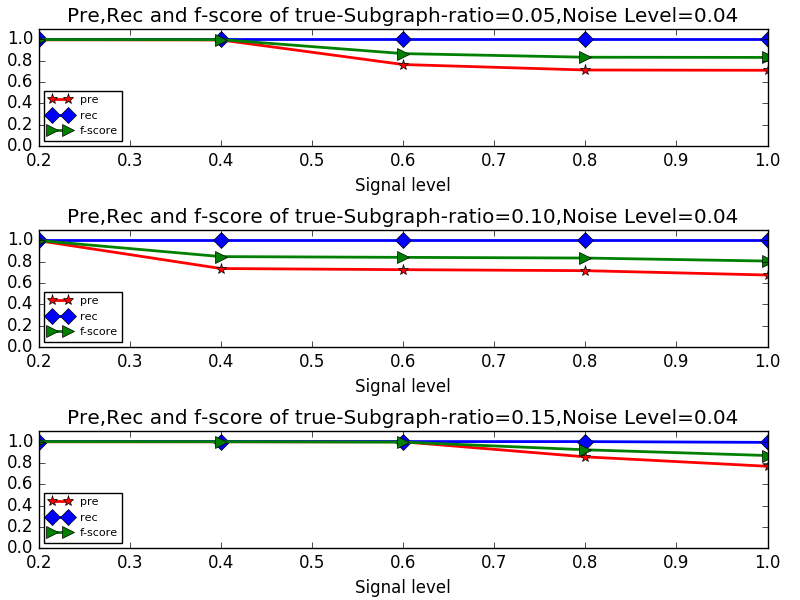 Pre,Rec and f-score of true-Subgraph-ratio=0.05,Noise Level=0.04
1.0
0.8
0.6
0.4
0.2
0.0
pre
rec
f-score
0.2 0.3 0.4 0.5 0.6 0.7 0.8 0.9 1.0
Signal level
Pre,Rec and f-score of true-Subgraph-ratio=0.10,Noise Level=0.04
1.0
0.8
0.6
0.4
0.2
0.0
pre
rec
f-score
0.2 0.3 0.4 0.5 0.6 0.7 0.8 0.9 1.0
Signal level
Pre,Rec and f-score of true-Subgraph-ratio=0.15,Noise Level=0.04
1.0
0.8
0.6
0.4
0.2
0.0
pre
rec
f-score
0.2 0.3 0.4 0.5 0.6 0.7 0.8 0.9 1.0
Signal level